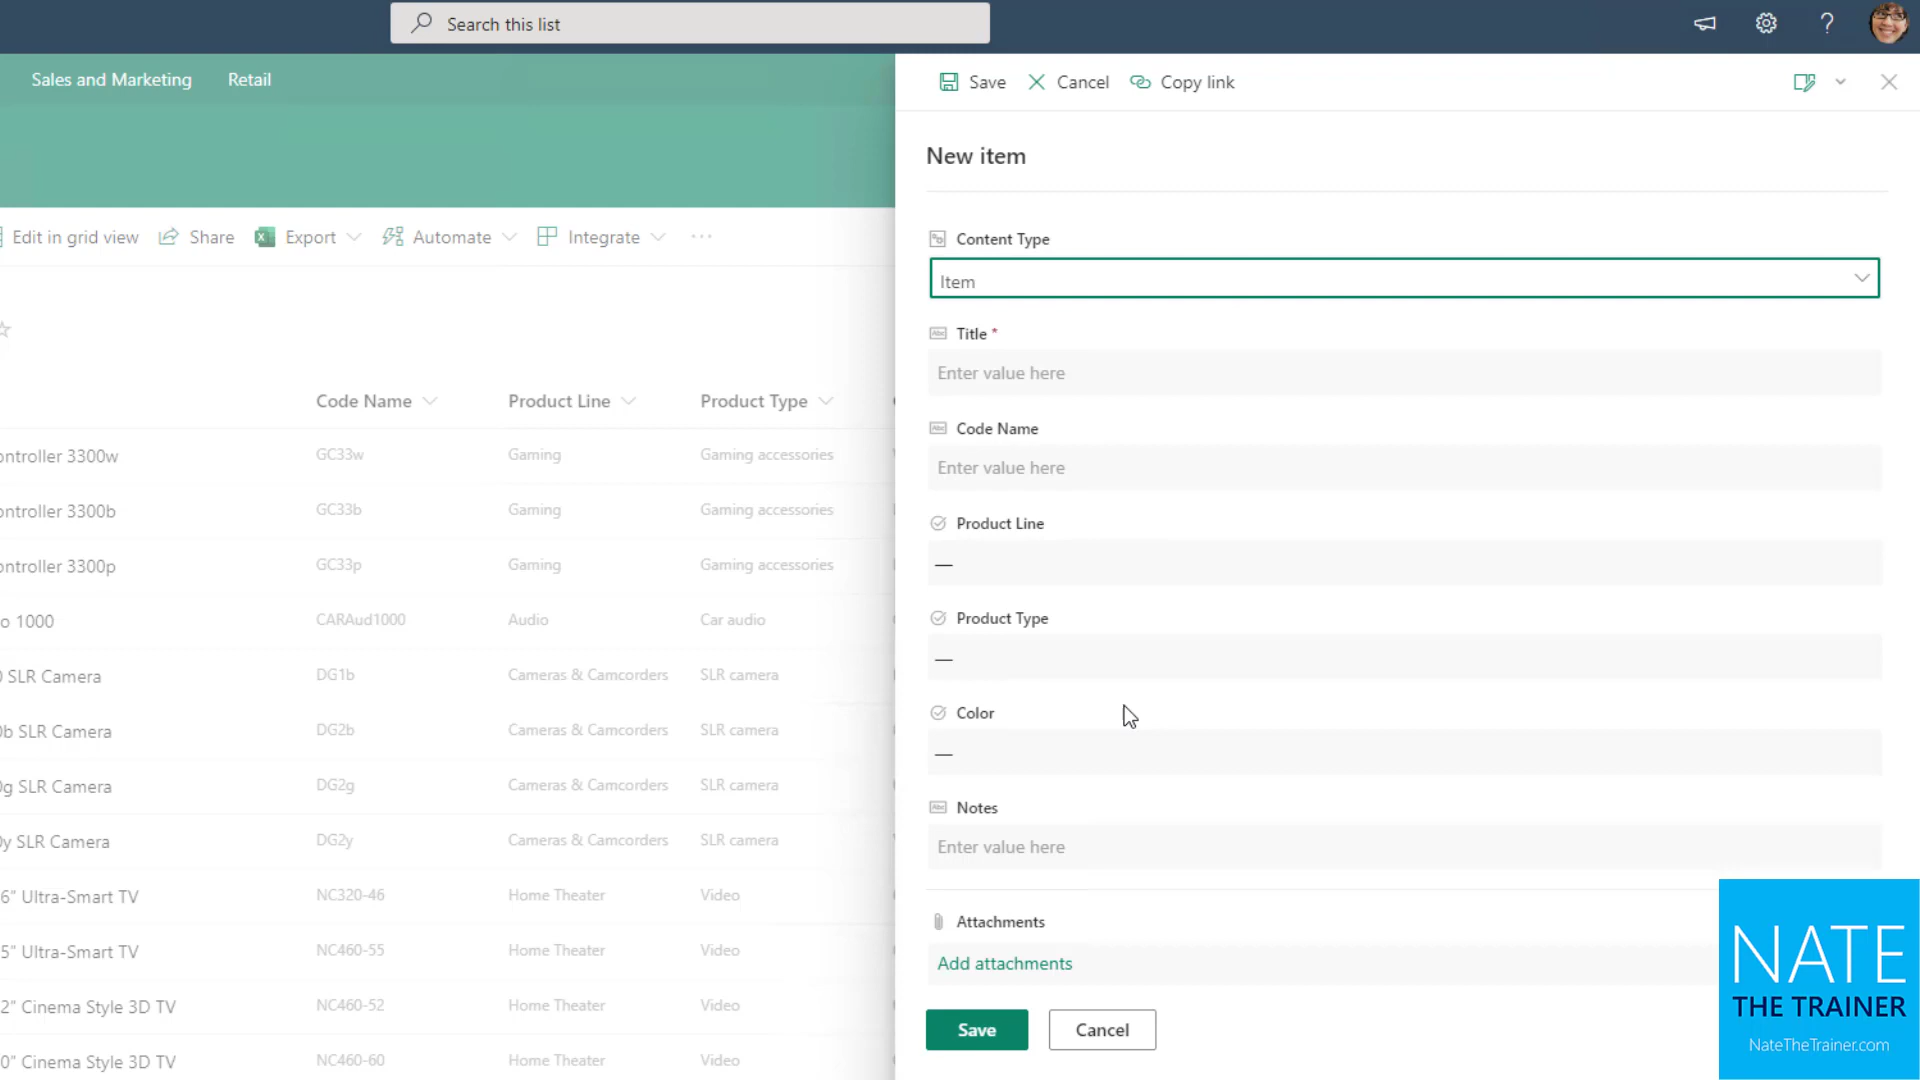 Search this list
Sales and Marketing
Retail
Save
Cancel
Copy link
New item
Edit in grid view
Share
Export
Automate
Integrate
Content Type
Item
Title *
Enter value here
Code Name
Enter value here
Product Line
—
Product Type
—
Color
—
Notes
Enter value here
Attachments
Add attachments
Save
Cancel
Code Name
Product Line
Product Type
ontroller 3300w
GC33w
Gaming
Gaming accessories
ontroller 3300b
GC33b
Gaming
Gaming accessories
ontroller 3300p
GC33p
Gaming
Gaming accessories
o 1000
CARAud1000
Audio
Car audio
0 SLR Camera
DG1b
Cameras & Camcorders
SLR camera
0b SLR Camera
DG2b
Cameras & Camcorders
SLR camera
0g SLR Camera
DG2g
Cameras & Camcorders
SLR camera
0y SLR Camera
DG2y
Cameras & Camcorders
SLR camera
6" Ultra-Smart TV
NC320-46
Home Theater
Video
5" Ultra-Smart TV
NC460-55
Home Theater
Video
2" Cinema Style 3D TV
NC460-52
Home Theater
Video
0" Cinema Style 3D TV
NC460-60
Home Theater
Video
NATE
THE TRAINER
NateTheTrainer.com